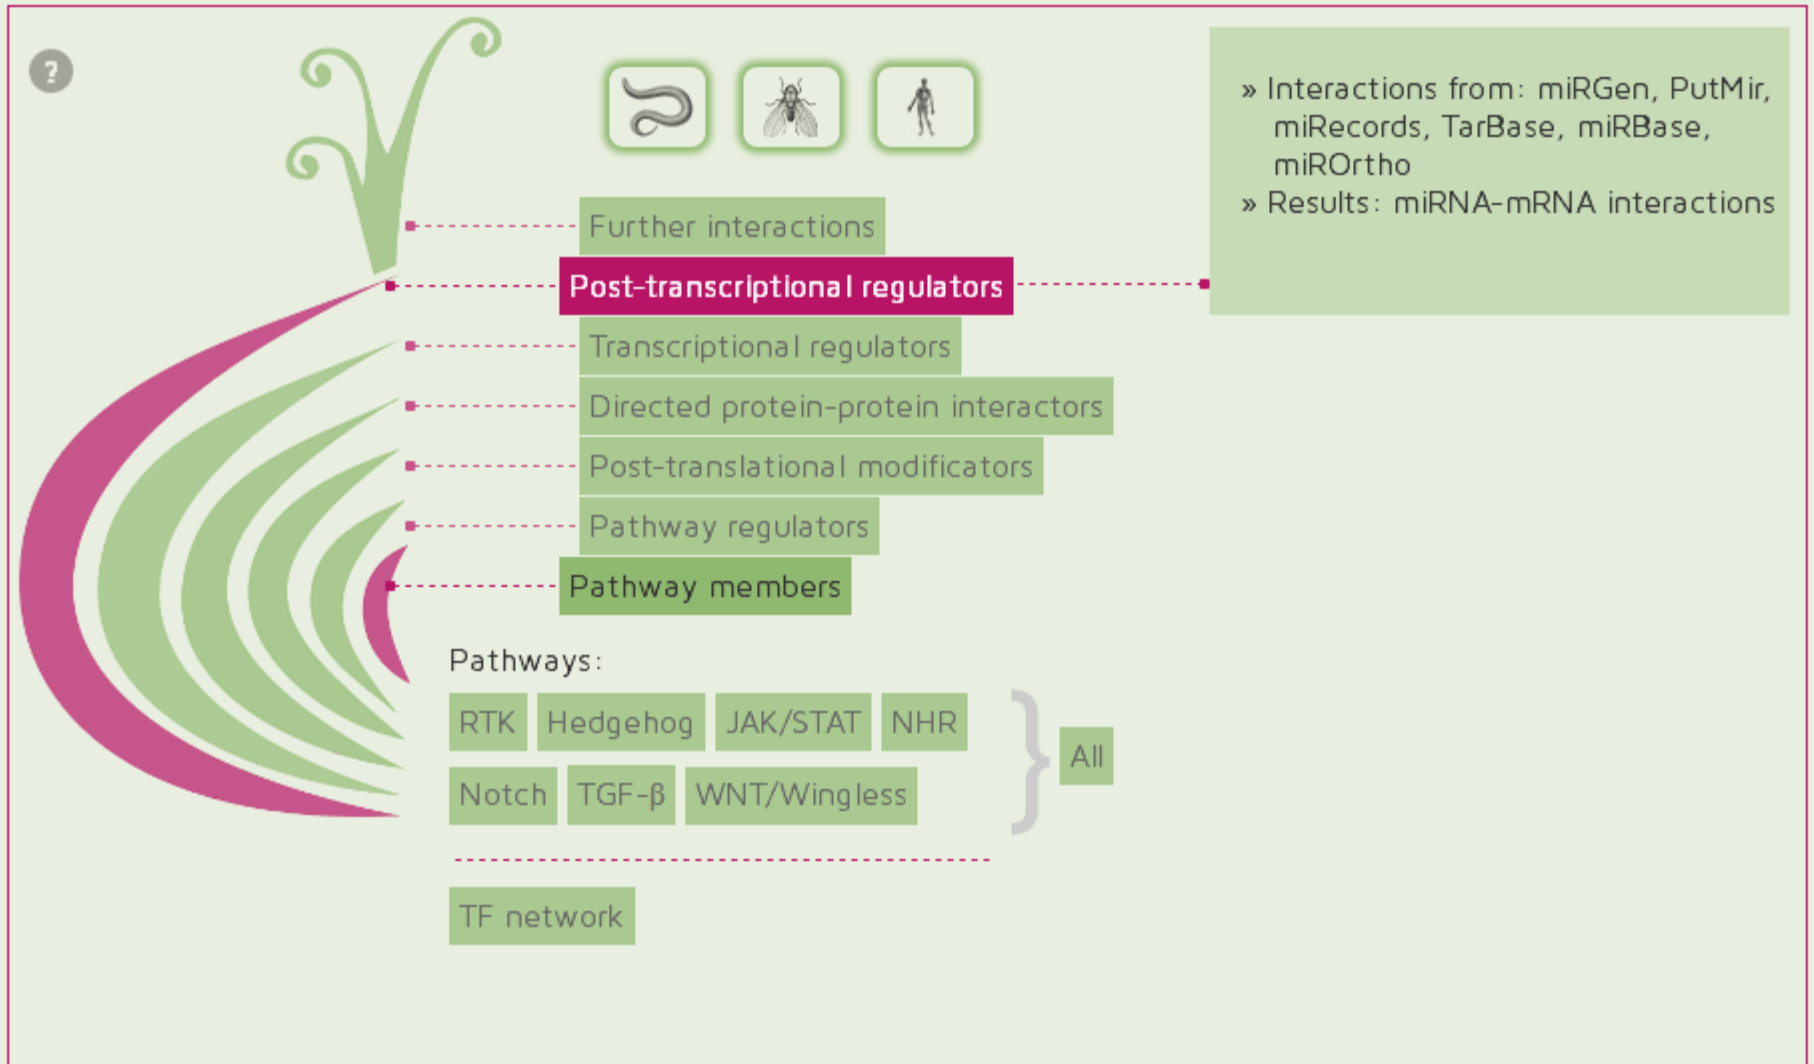 ?
» Interactions from: miRGen, PutMir,
miRecords, TarBase, miRBase,
miROrtho
» Results: miRNA-mRNA interactions
Further interactions
Post-transcriptional regulators
Transcriptional regulators
Directed protein-protein interactors
Post-translational modificators
Pathway regulators
Pathway members
Pathways:
RTK Hedgehog JAK/STAT NHR
Notch TGF-β WNT/Wingless
} All
TF network